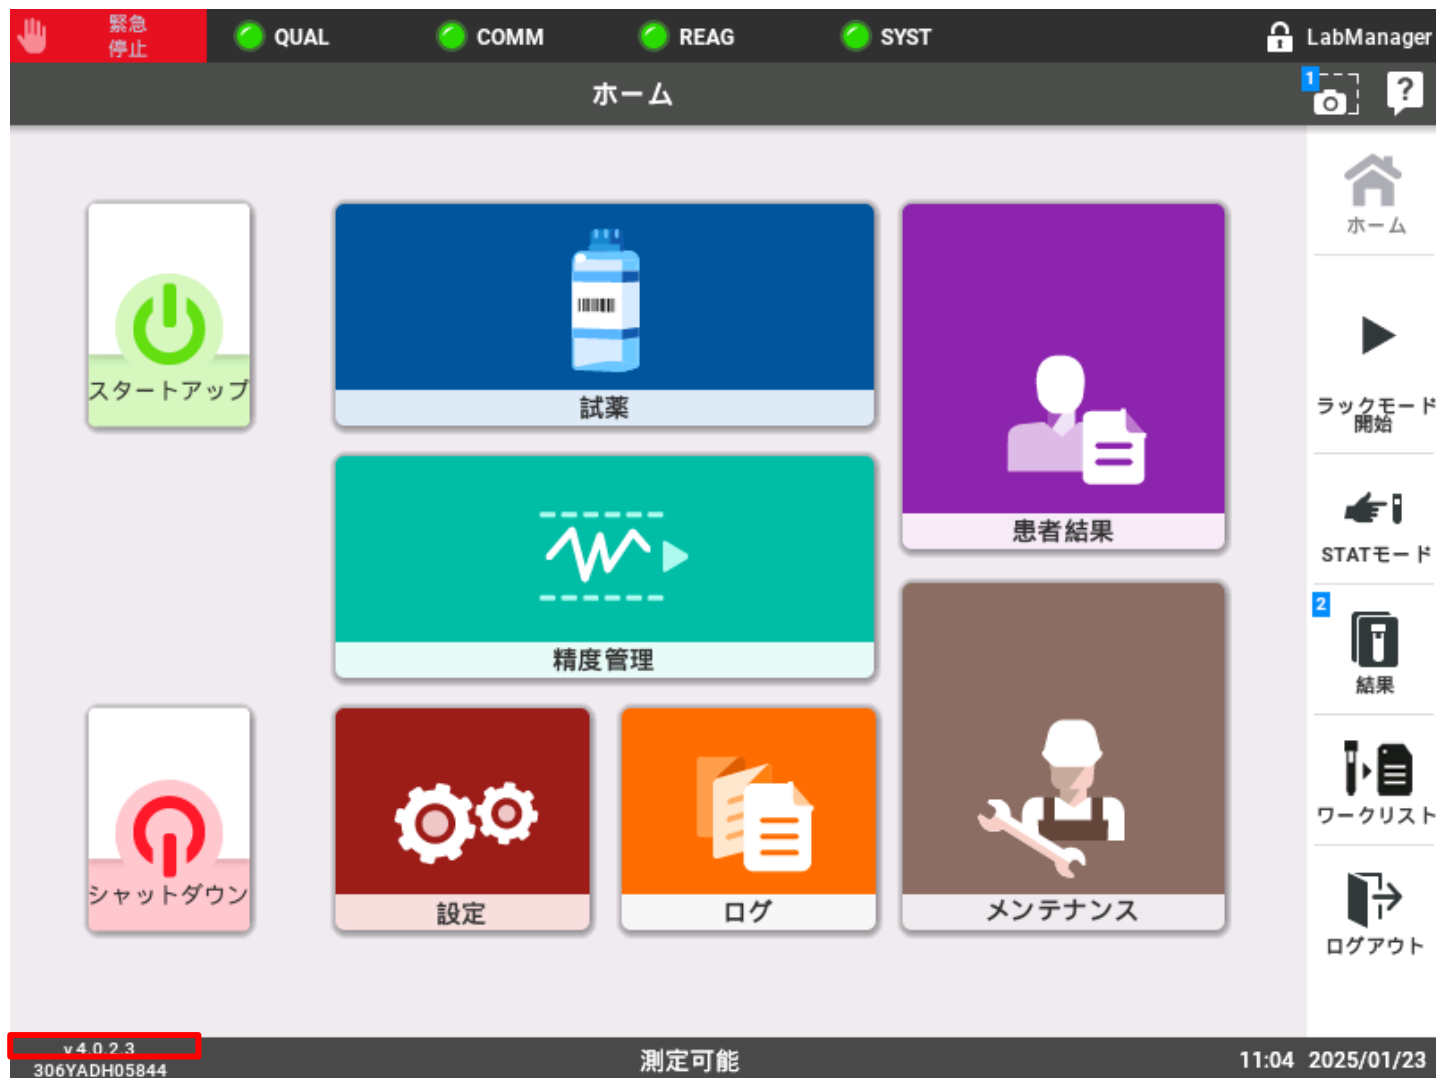 緊急
停止
QUAL
COMM
REAG
SYST
LabManager
ホーム
1
?
ホーム
スタートアップ
試薬
患者結果
ラックモード
開始
STATモード
精度管理
2
結果
シャットダウン
設定
ログ
メンテナンス
ワークリスト
ログアウト
v4.0.2.3
306YADH05844
測定可能
11:04 2025/01/23